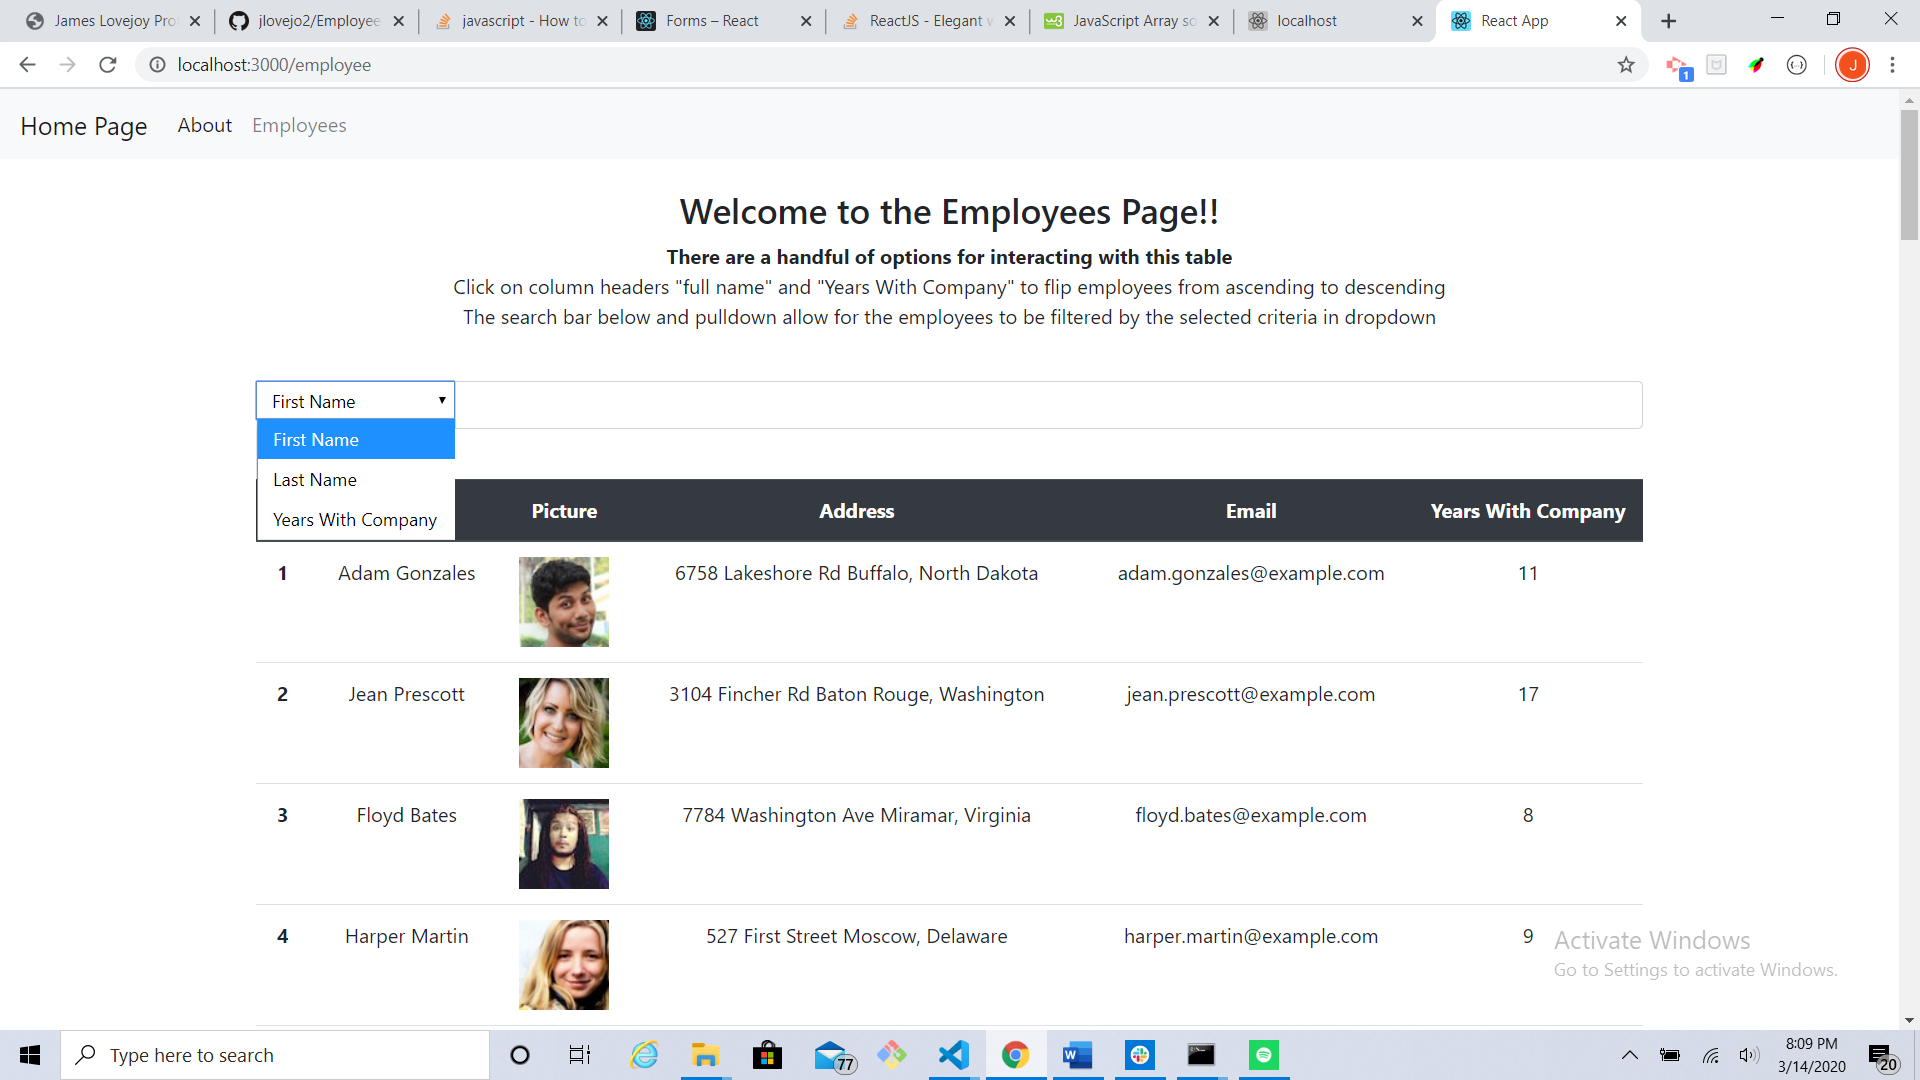 James Lovejoy Pro
jlovejo2/Employee
javascript - How to
Forms – React
ReactJS - Elegant
JavaScript Array so
localhost
React App
localhost:3000/employee
1
J
Home Page About Employees
Welcome to the Employees Page!!
There are a handful of options for interacting with this table
Click on column headers "full name" and "Years With Company" to flip employees from ascending to descending
The search bar below and pulldown allow for the employees to be filtered by the selected criteria in dropdown
First Name
First Name
Last Name
Years With Company
Picture Address Email Years With Company
1 Adam Gonzales 6758 Lakeshore Rd Buffalo, North Dakota adam.gonzales@example.com 11
2 Jean Prescott 3104 Fincher Rd Baton Rouge, Washington jean.prescott@example.com 17
3 Floyd Bates 7784 Washington Ave Miramar, Virginia floyd.bates@example.com 8
4 Harper Martin 527 First Street Moscow, Delaware harper.martin@example.com 9
Activate Windows
Go to Settings to activate Windows.
Type here to search
77
8:09 PM
3/14/2020
20